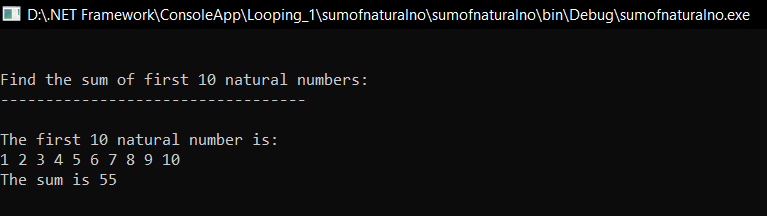 D:\.NET Framework\ConsoleApp\Looping_1\sumofnaturalno\sumofnaturalno\bin\Debug\sumofnaturalno.exe
Find the sum of first 10 natural numbers:
----------------------------------
The first 10 natural number is:
1 2 3 4 5 6 7 8 9 10
The sum is 55